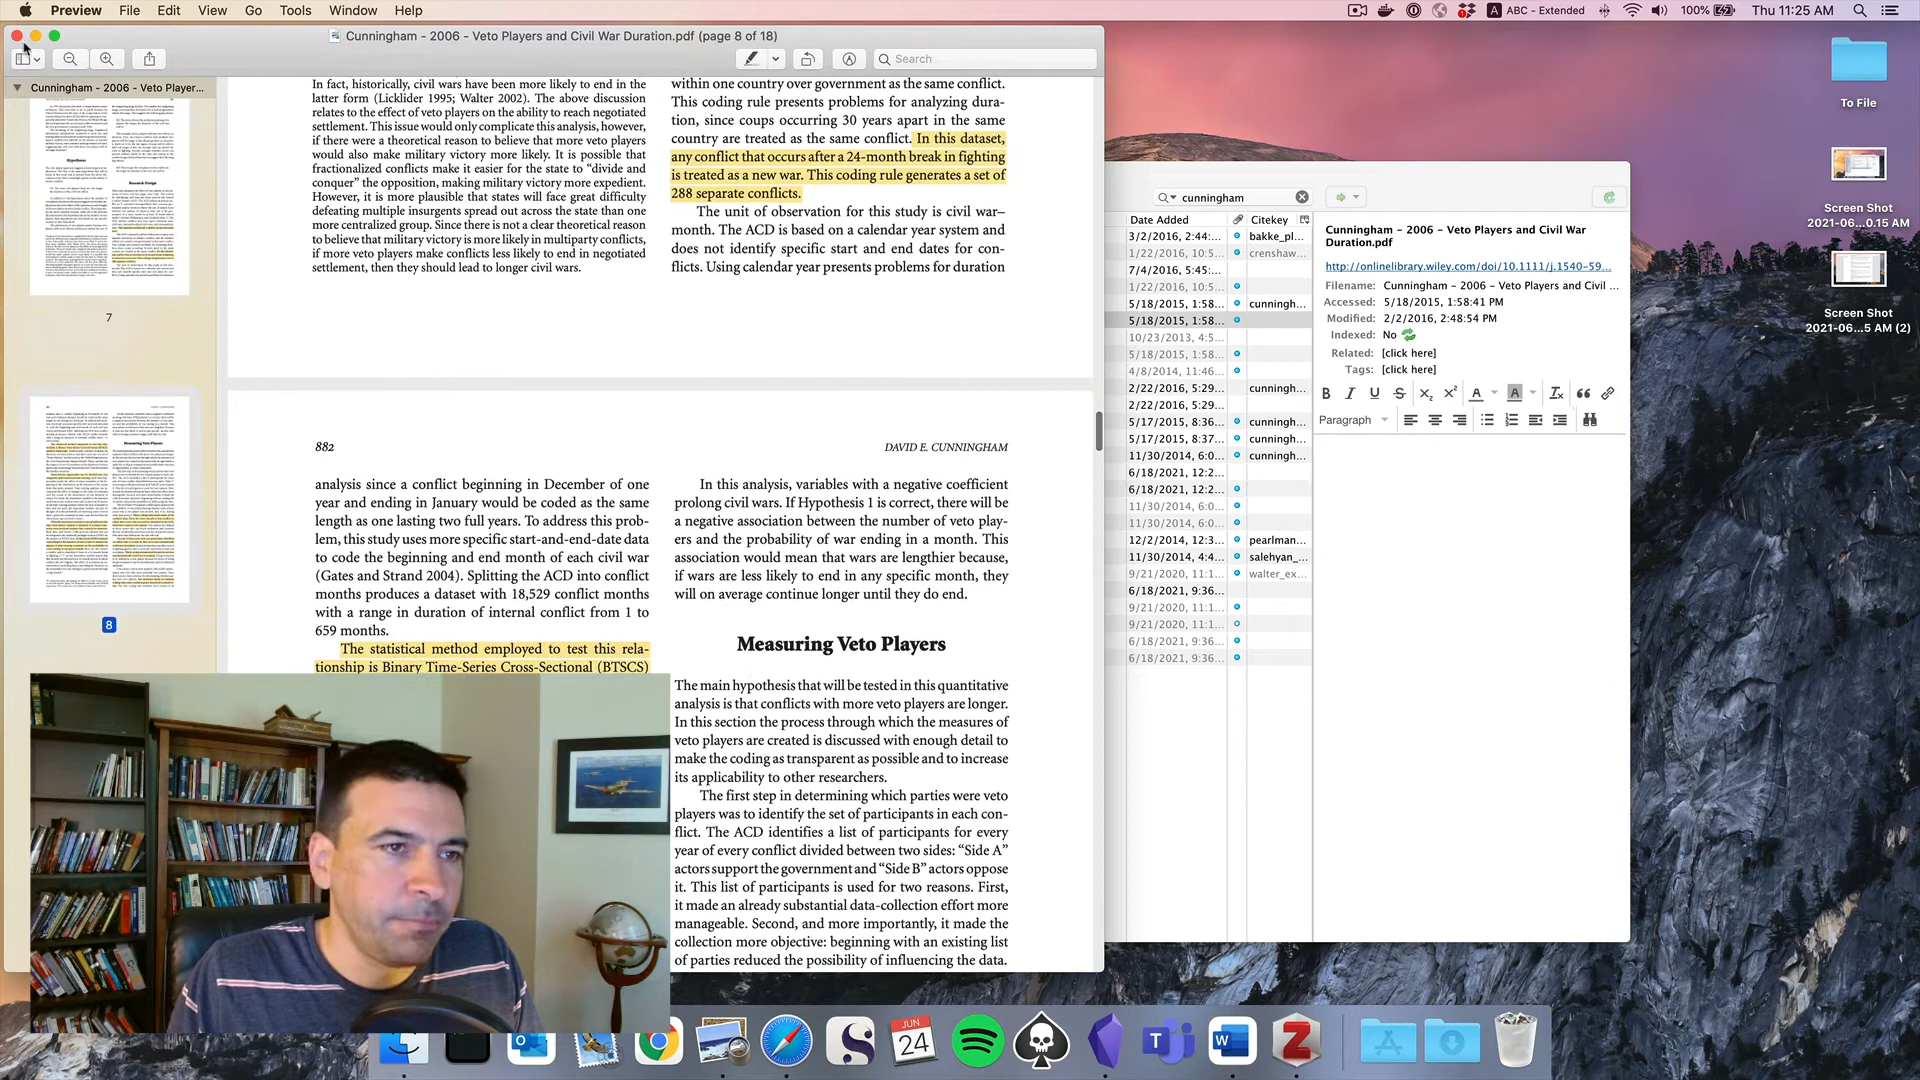 Preview File Edit View Go Tools Window Help
100% Thu 11:25 AM
ABC - Extended
Cunningham - 2006 - Veto Players and Civil War Duration.pdf (page 8 of 18)
Search
Cunningham - 2006 - Veto Player...
Hypotheses
Research Design
7
Measuring Veto Players
8
In fact, historically, civil wars have been more likely to end in the
latter form (Licklider 1995; Walter 2002). The above discussion
relates to the effect of veto players on the ability to reach negotiated
settlement. This issue would only complicate this analysis, however,
if there were a theoretical reason to believe that more veto players
would also make military victory more likely. It is possible that
fractionalized conflicts make it easier for the state to “divide and
conquer” the opposition, making military victory more expedient.
However, it is more plausible that states will face great difficulty
defeating multiple insurgents spread out across the state than one
more centralized group. Since there is not a clear theoretical reason
to believe that military victory is more likely in multiparty conflicts,
if more veto players make conflicts less likely to end in negotiated
settlement, then they should lead to longer civil wars.
within one country over government as the same conflict.
This coding rule presents problems for analyzing dura-
tion, since coups occurring 30 years apart in the same
country are treated as the same conflict. In this dataset,
any conflict that occurs after a 24-month break in fighting
is treated as a new war. This coding rule generates a set of
288 separate conflicts.
The unit of observation for this study is civil war–
month. The ACD is based on a calendar year system and
does not identify specific start and end dates for con-
flicts. Using calendar year presents problems for duration
882
DAVID E. CUNNINGHAM
analysis since a conflict beginning in December of one
year and ending in January would be coded as the same
length as one lasting two full years. To address this prob-
lem, this study uses more specific start-and-end-date data
to code the beginning and end month of each civil war
(Gates and Strand 2004). Splitting the ACD into conflict
months produces a dataset with 18,529 conflict months
with a range in duration of internal conflict from 1 to
659 months.
The statistical method employed to test this rela-
tionship is Binary Time-Series Cross-Sectional (BTSCS)
In this analysis, variables with a negative coefficient
prolong civil wars. If Hypothesis 1 is correct, there will be
a negative association between the number of veto play-
ers and the probability of war ending in a month. This
association would mean that wars are lengthier because,
if wars are less likely to end in any specific month, they
will on average continue longer until they do end.
Measuring Veto Players
The main hypothesis that will be tested in this quantitative
analysis is that conflicts with more veto players are longer.
In this section the process through which the measures of
veto players are created is discussed with enough detail to
make the coding as transparent as possible and to increase
its applicability to other researchers.
The first step in determining which parties were veto
players was to identify the set of participants in each con-
flict. The ACD identifies a list of participants for every
year of every conflict divided between two sides: “Side A”
actors support the government and “Side B” actors oppose
it. This list of participants is used for two reasons. First,
it made an already substantial data-collection effort more
manageable. Second, and more importantly, it made the
collection more objective: beginning with an existing list
of parties reduced the possibility of influencing the data.
cunningham
Date Added Citekey
3/2/2016, 2:44:... bakke_pl...
1/22/2016, 10:5... crenshaw...
7/4/2016, 5:45:...
1/22/2016, 10:5...
5/18/2015, 1:58... cunningh...
5/18/2015, 1:58...
10/23/2013, 4:5...
5/18/2015, 1:58...
4/8/2014, 11:46...
2/22/2016, 5:29... cunningh...
2/22/2016, 5:29...
5/17/2015, 8:36... cunningh...
5/17/2015, 8:37... cunningh...
11/30/2014, 6:0... cunningh...
6/18/2021, 12:2...
6/18/2021, 12:2...
11/30/2014, 6:0...
11/30/2014, 6:0...
12/2/2014, 12:3... pearlman...
11/30/2014, 4:4... salehyan_...
9/21/2020, 11:1... walter_ex...
6/18/2021, 9:36...
9/21/2020, 11:1...
9/21/2020, 11:1...
6/18/2021, 9:36...
6/18/2021, 9:36...
Cunningham - 2006 - Veto Players and Civil War
Duration.pdf
http://onlinelibrary.wiley.com/doi/10.1111/j.1540-59...
Filename: Cunningham - 2006 - Veto Players and Civil ...
Accessed: 5/18/2015, 1:58:41 PM
Modified: 2/2/2016, 2:48:54 PM
Indexed: No
Related: [click here]
Tags: [click here]
Paragraph
To File
Screen Shot
2021-06...0.15 AM
Screen Shot
2021-06...5 AM (2)
JUN
24